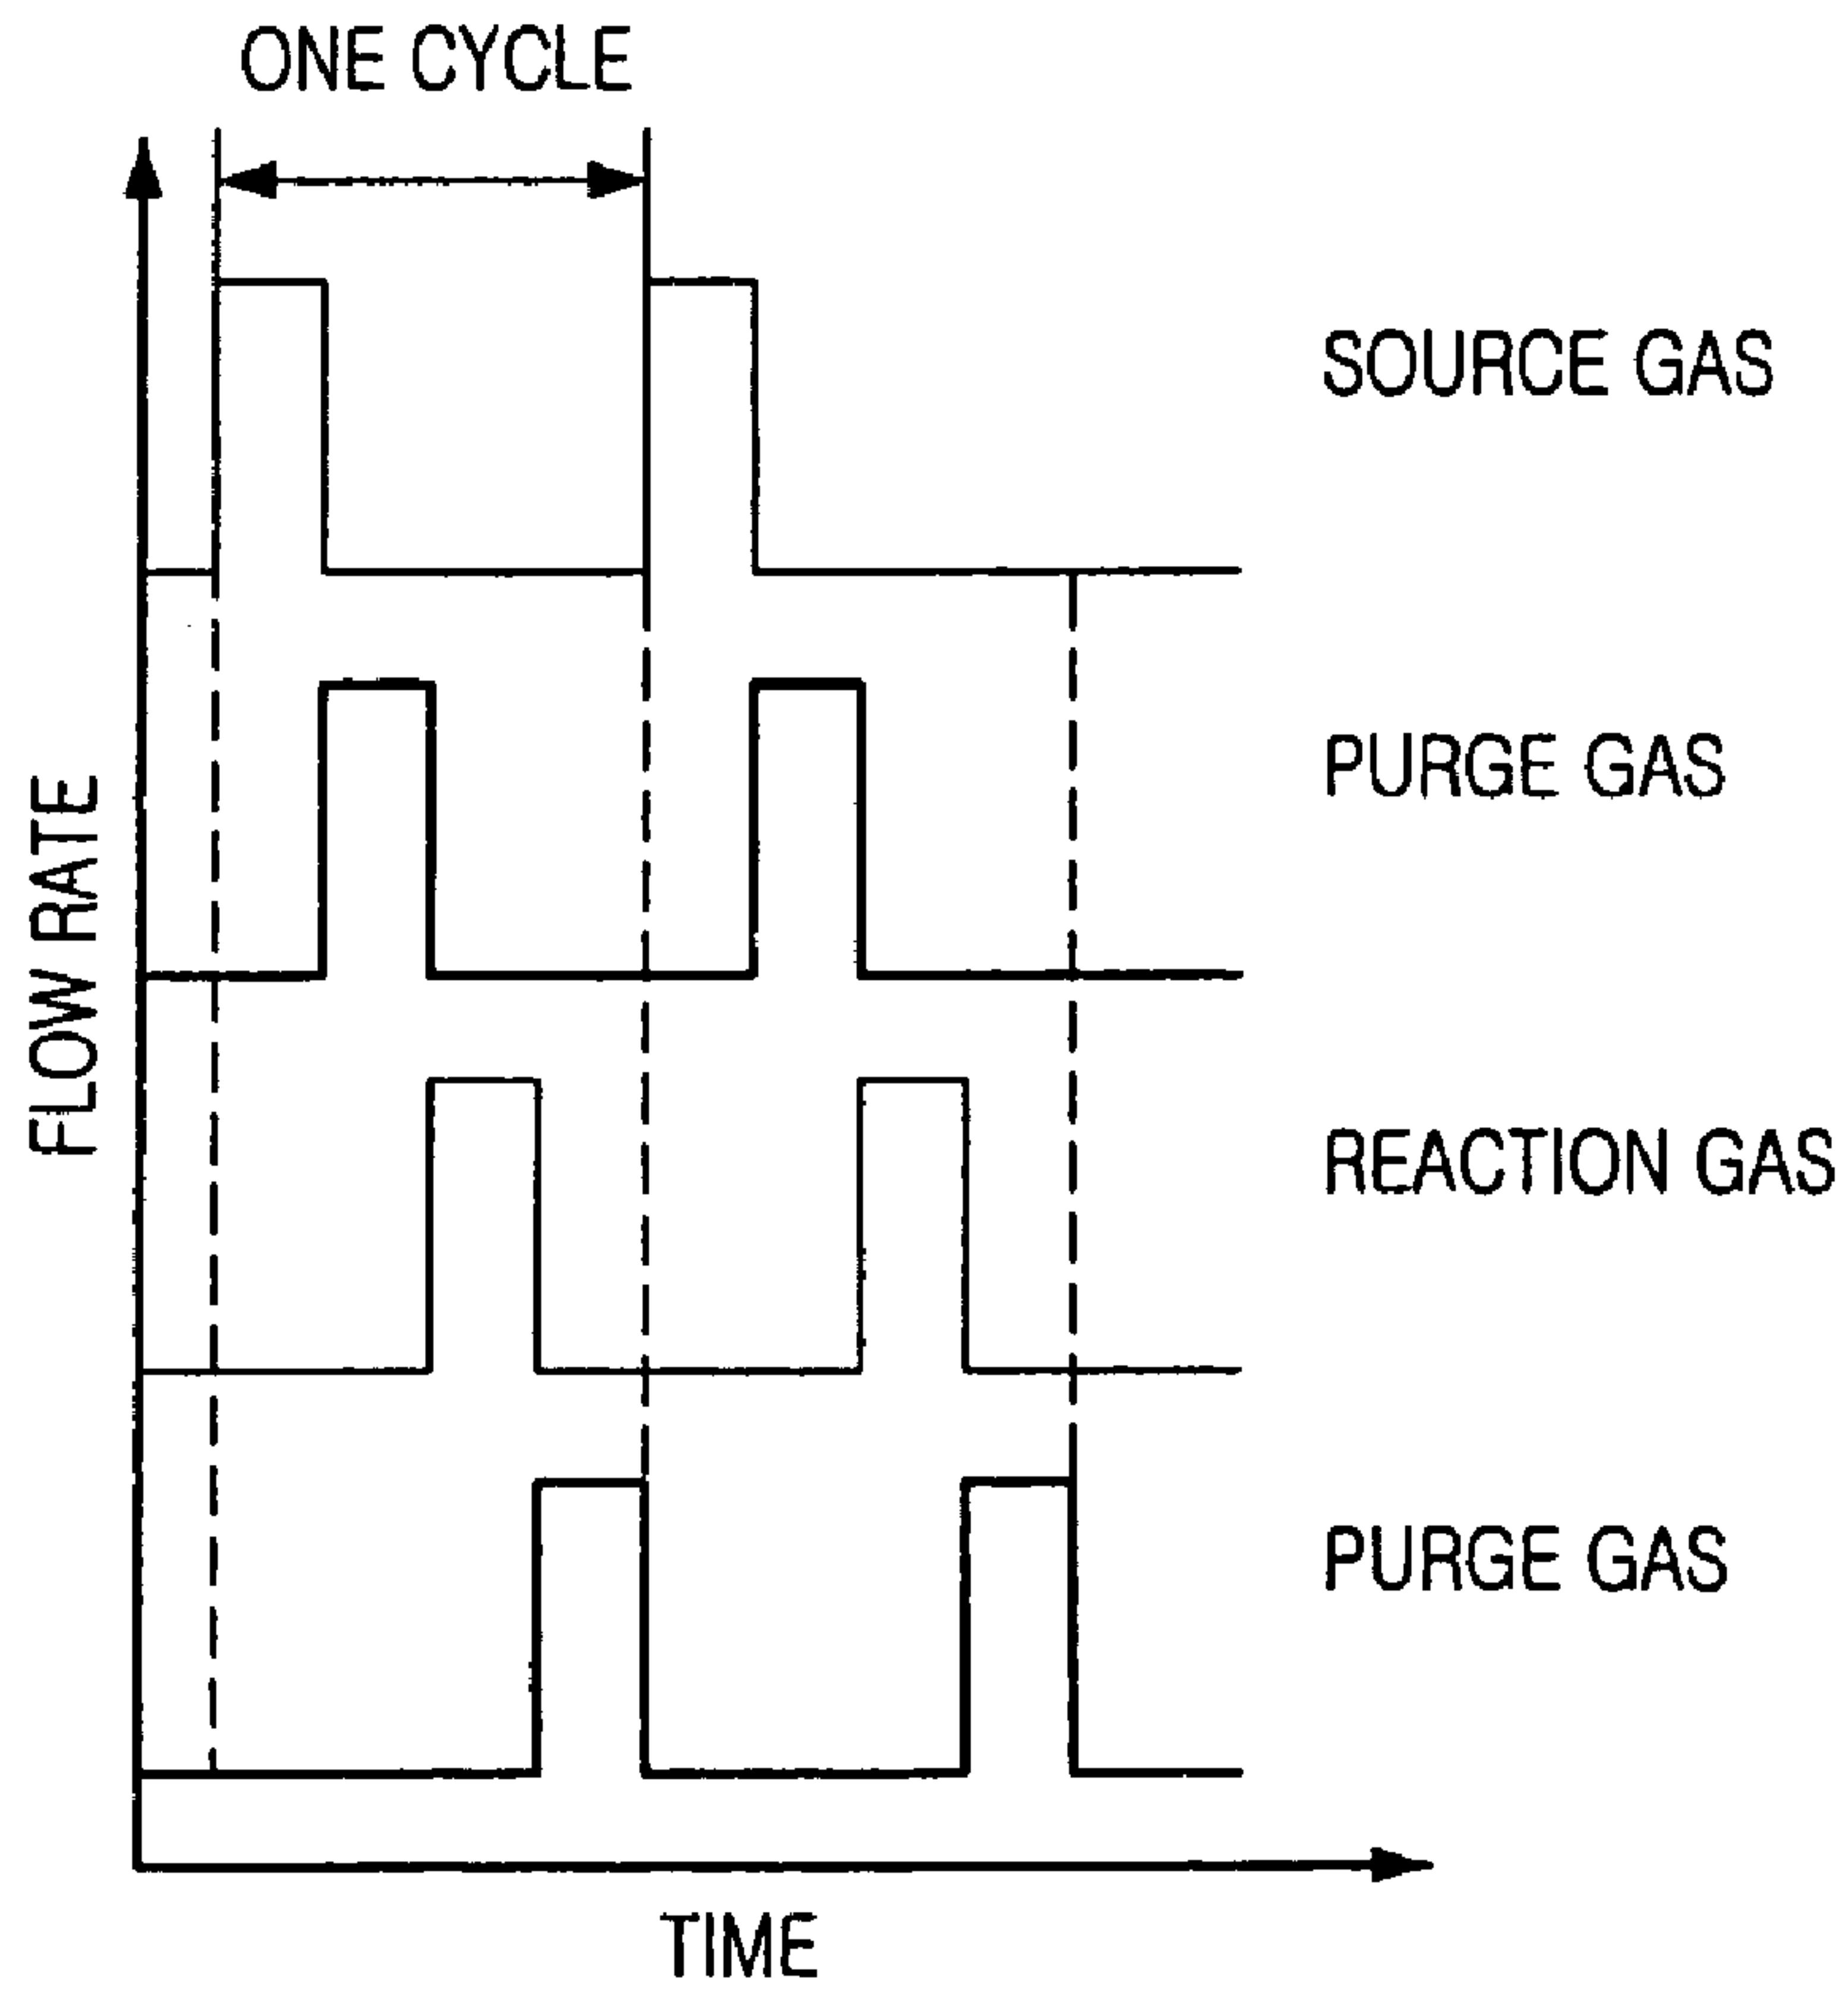 ONE CYCLE
SOURCE GAS
PURGE GAS
FLOW RATE
REACTION GAS
PURGE GAS
TIME